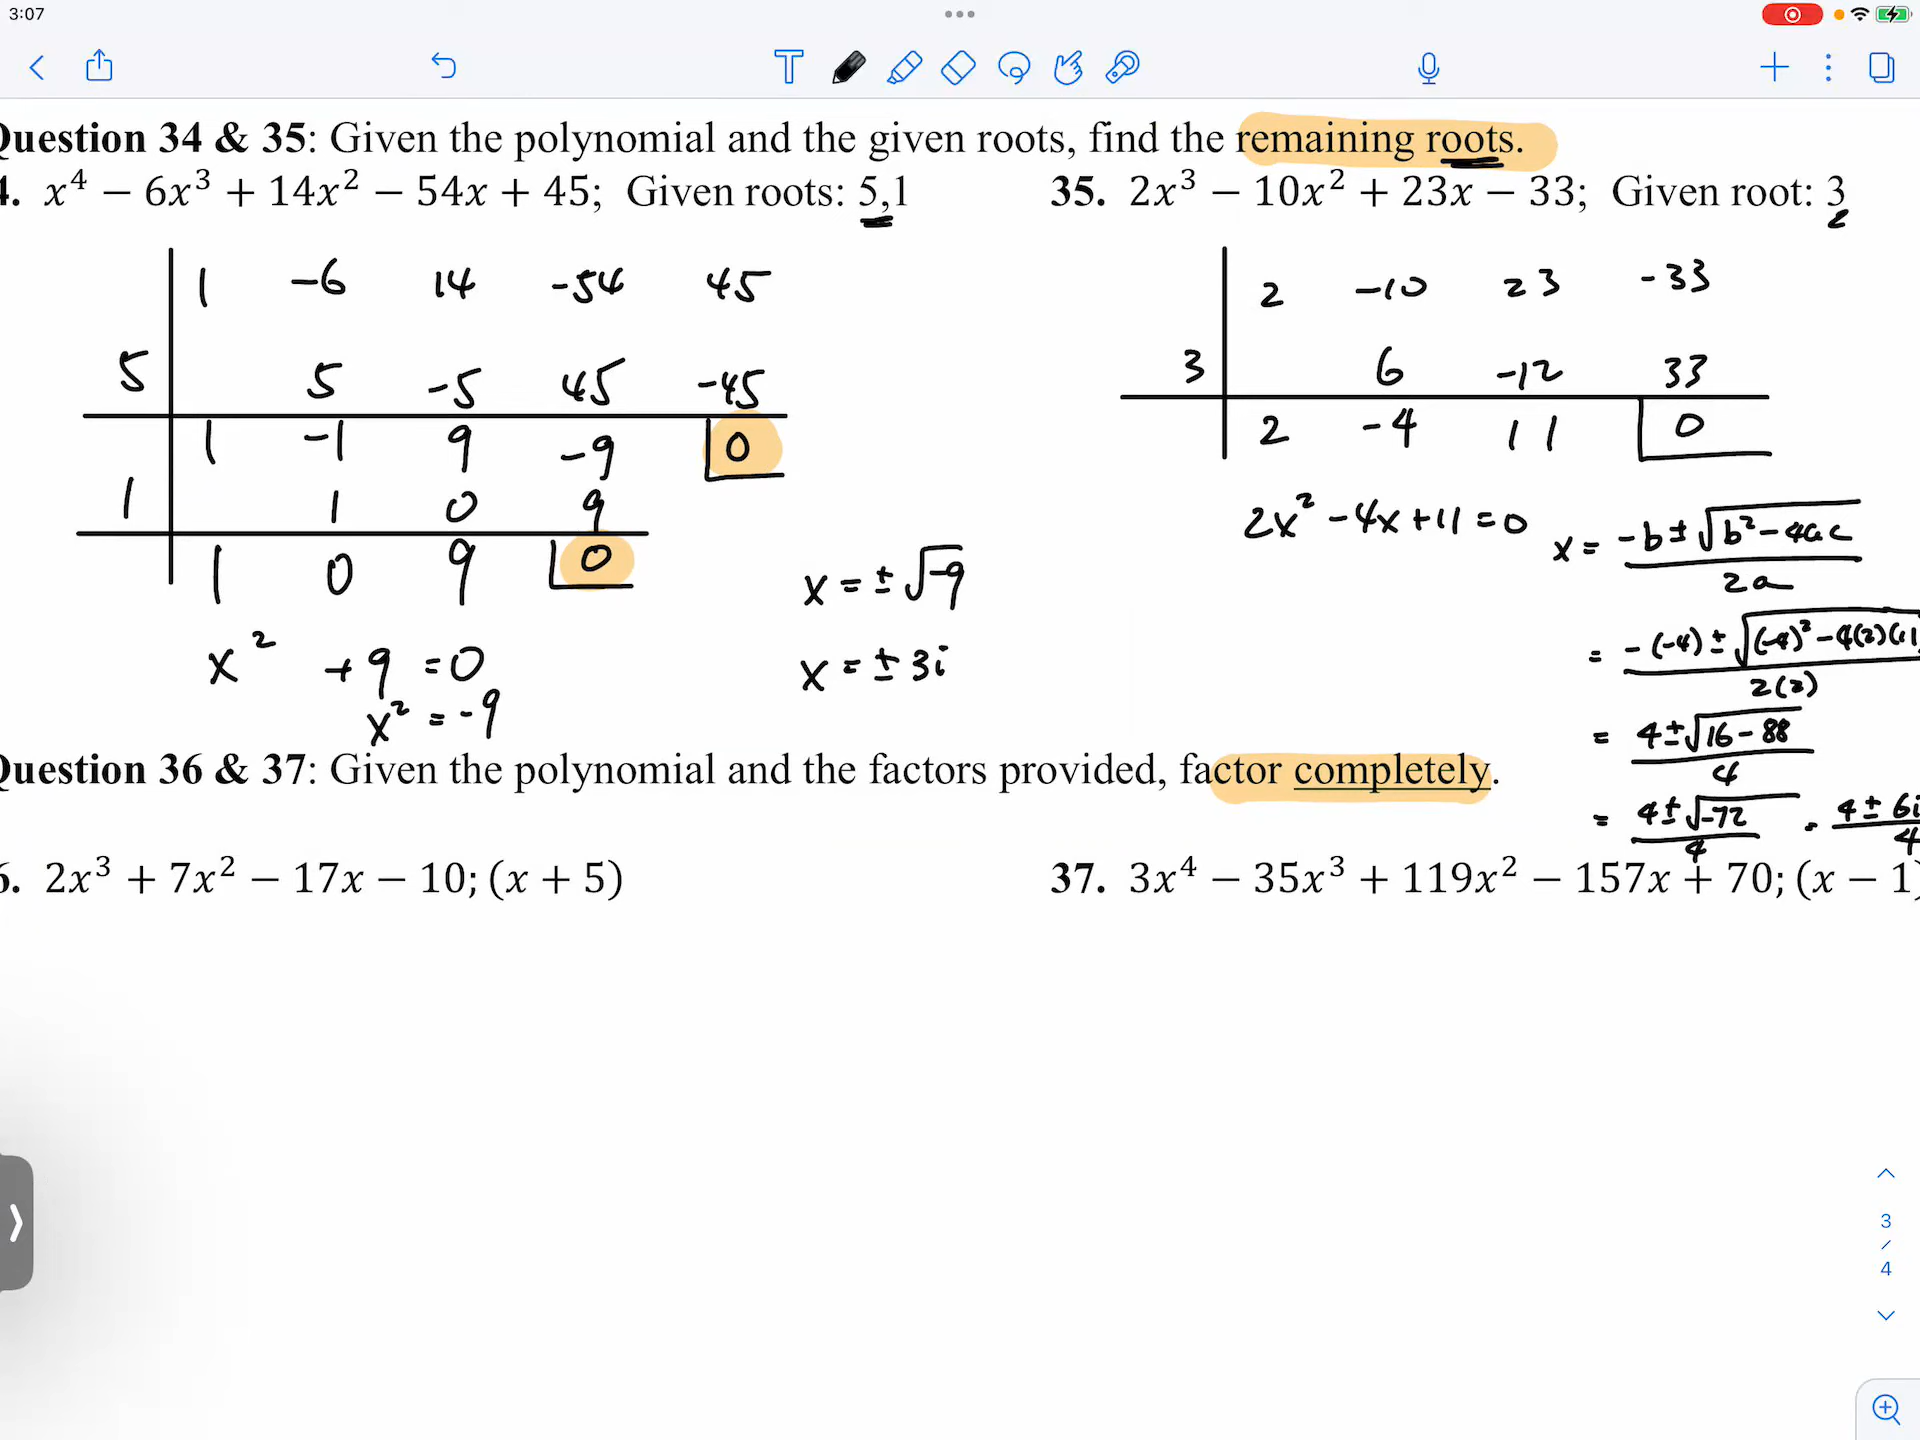 3:07
Question 34 & 35: Given the polynomial and the given roots, find the remaining roots.
4. x⁴ − 6x³ + 14x² − 54x + 45; Given roots: 5,1
1 -6 14 -54 45
5 5 -5 45 -45
1 -1 9 -9 0
1 1 0 9
1 0 9 0
x² +9 =0
x² = -9
x = ± √-9
x = ± 3i
35. 2x³ − 10x² + 23x − 33; Given root: 3
2 -10 23 -33
3 6 -12 33
2 -4 11 0
2x² - 4x + 11 = 0
x = (-b ± √(b² - 4ac)) / 2a
= (-(-4) ± √((-4)² - 4(2)(11) / 2(2)
= (4 ± √(16 - 88)) / 4
= (4 ± √-72) / 4 = (4 ± 6i / 4
Question 36 & 37: Given the polynomial and the factors provided, factor completely.
6. 2x³ + 7x² − 17x − 10; (x + 5)
37. 3x⁴ − 35x³ + 119x² − 157x + 70; (x − 1)
3
/
4